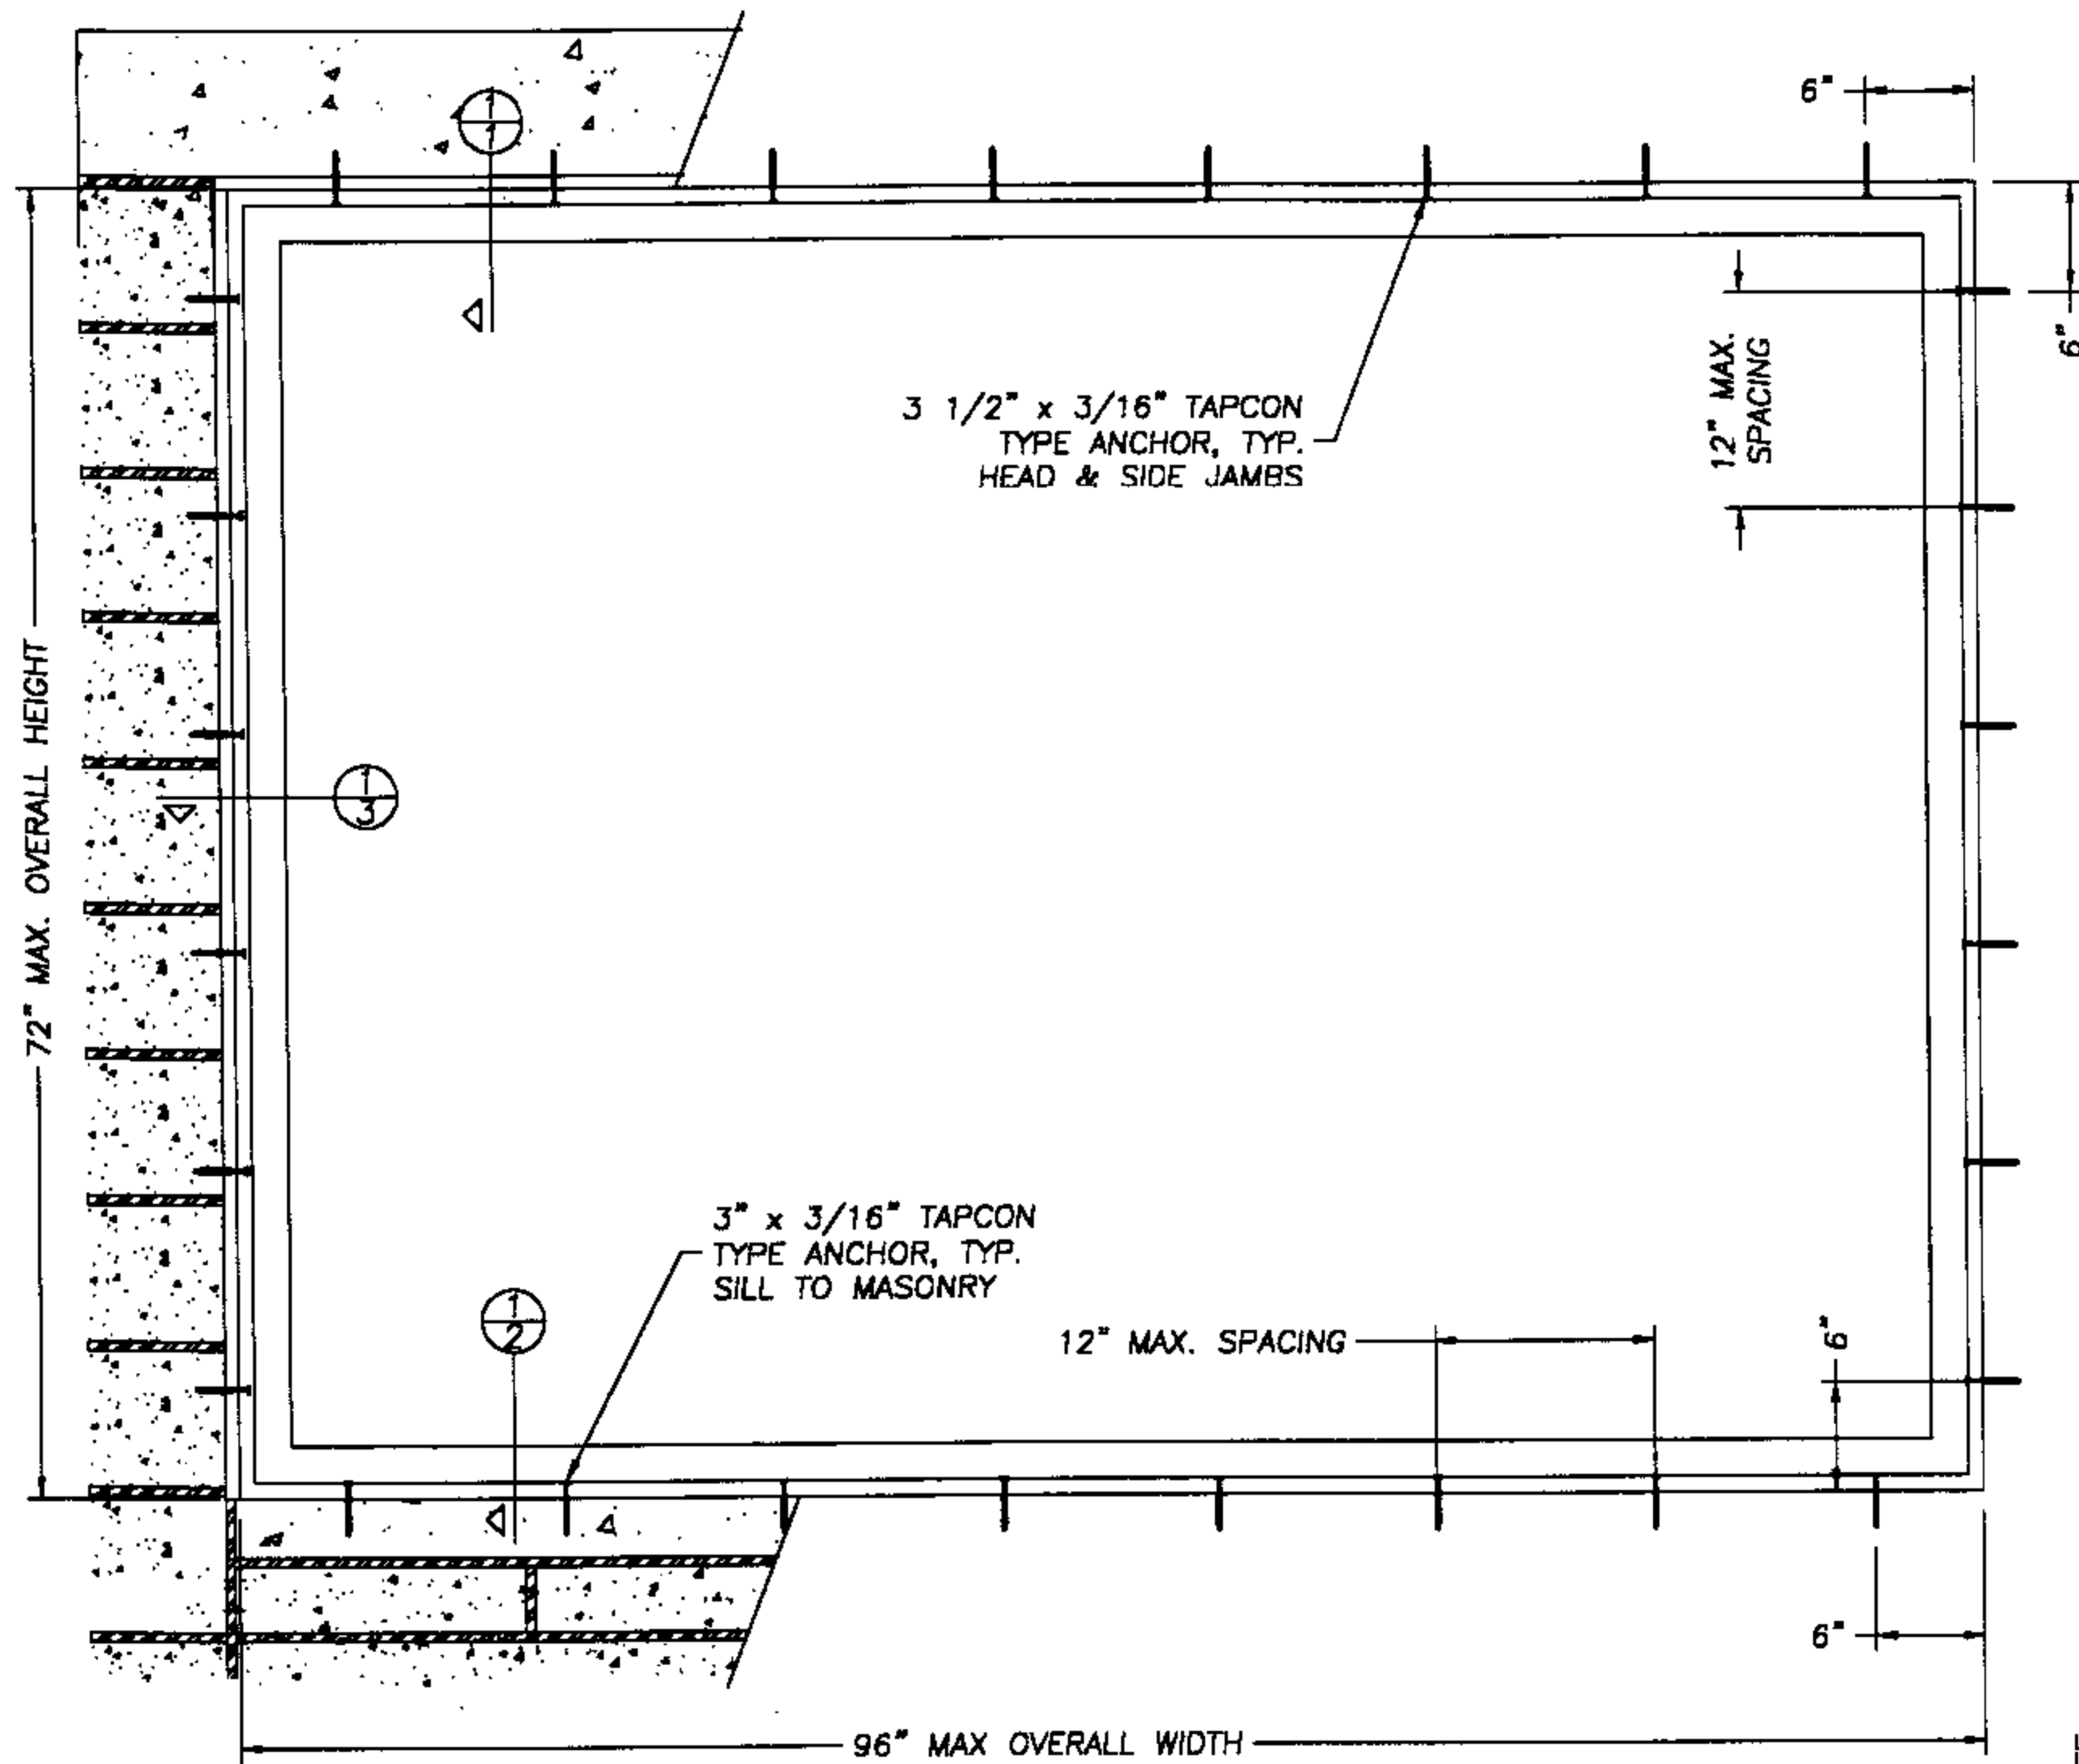 6"
1
1
6"
3 1/2" x 3/16" TAPCON
TYPE ANCHOR, TYP.
HEAD & SIDE JAMBS
12" MAX.
SPACING
72" MAX. OVERALL HEIGHT
1
3
3" x 3/16" TAPCON
TYPE ANCHOR, TYP.
SILL TO MASONRY
1
2
12" MAX. SPACING
6"
6"
96" MAX OVERALL WIDTH